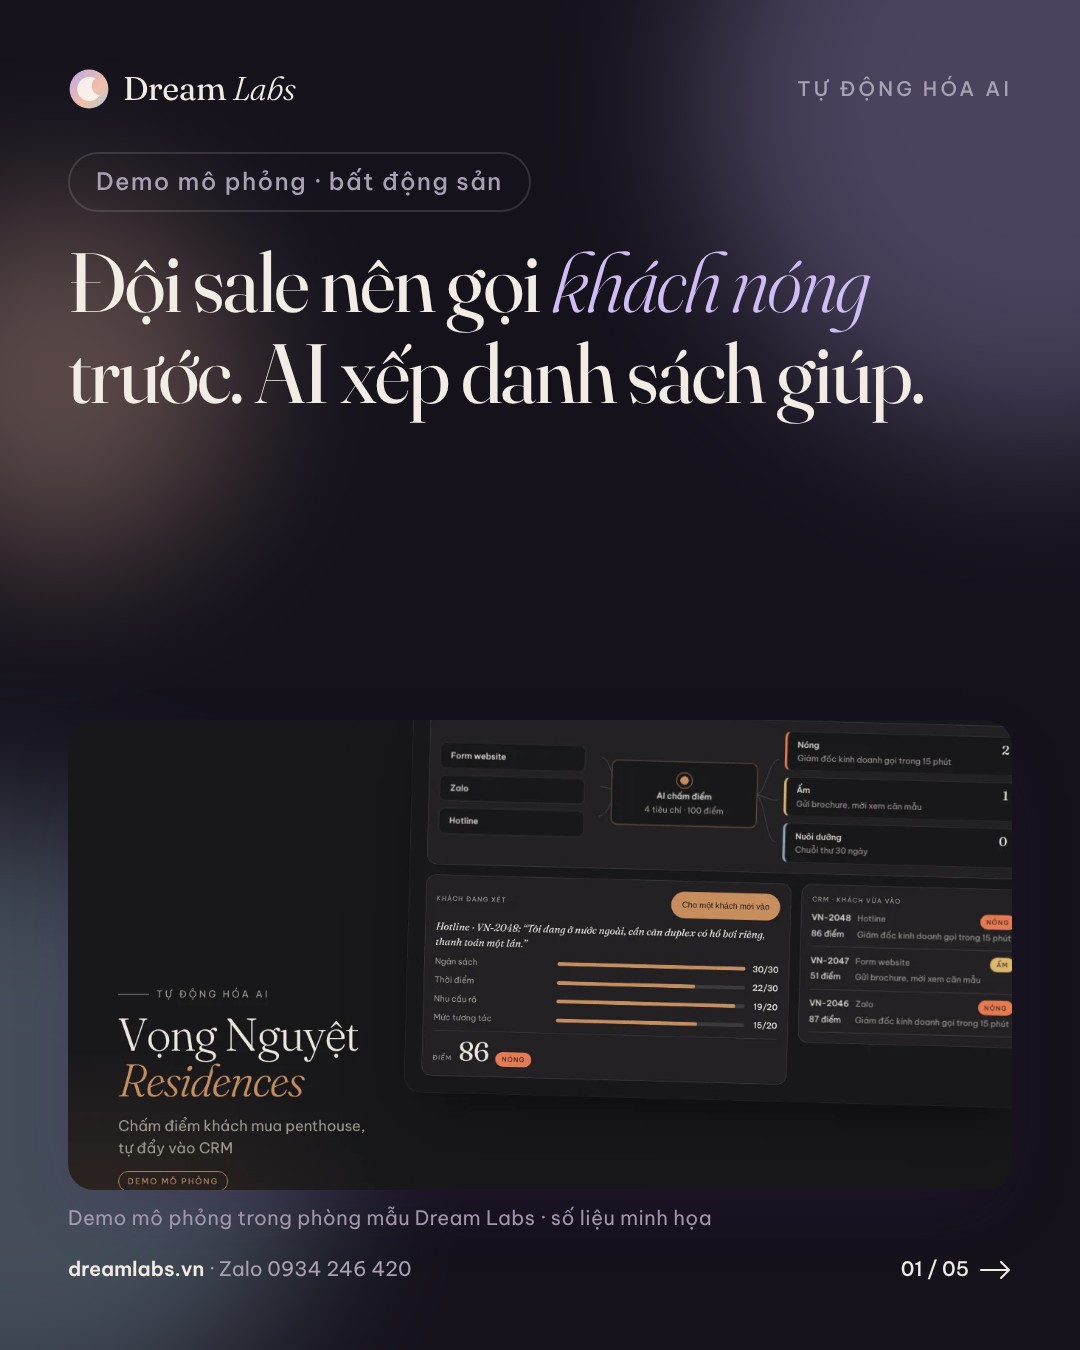 Dream Labs
TỰ ĐỘNG HÓA AI
Demo mô phỏng · bất động sản
Đội sale nên gọi khách nóng
trước. AI xếp danh sách giúp.
Form website
Zalo
Hotline
AI chấm điểm
4 tiêu chí · 100 điểm
Nóng
2
Giám đốc kinh doanh gọi trong 15 phút
Ấm
1
Gửi brochure, mời xem căn mẫu
Nuôi dưỡng
0
Chuỗi thư 30 ngày
KHÁCH ĐANG XÉT
Cho một khách mới vào
Hotline · VN-2048: “Tôi đang ở nước ngoài, cần căn duplex có hồ bơi riêng,
thanh toán một lần.”
Ngân sách 30/30
Thời điểm 22/30
Nhu cầu rõ 19/20
Mức tương tác 15/20
ĐIỂM 86 NÓNG
CRM · KHÁCH VỪA VÀO
VN-2048 Hotline NÓNG
86 điểm Giám đốc kinh doanh gọi trong 15 phút
VN-2047 Form website ẤM
51 điểm Gửi brochure, mời xem căn mẫu
VN-2046 Zalo NÓNG
87 điểm Giám đốc kinh doanh gọi trong 15 phút
TỰ ĐỘNG HÓA AI
Vọng Nguyệt
Residences
Chấm điểm khách mua penthouse,
tự đẩy vào CRM
DEMO MÔ PHỎNG
Demo mô phỏng trong phòng mẫu Dream Labs · số liệu minh họa
dreamlabs.vn · Zalo 0934 246 420
01 / 05